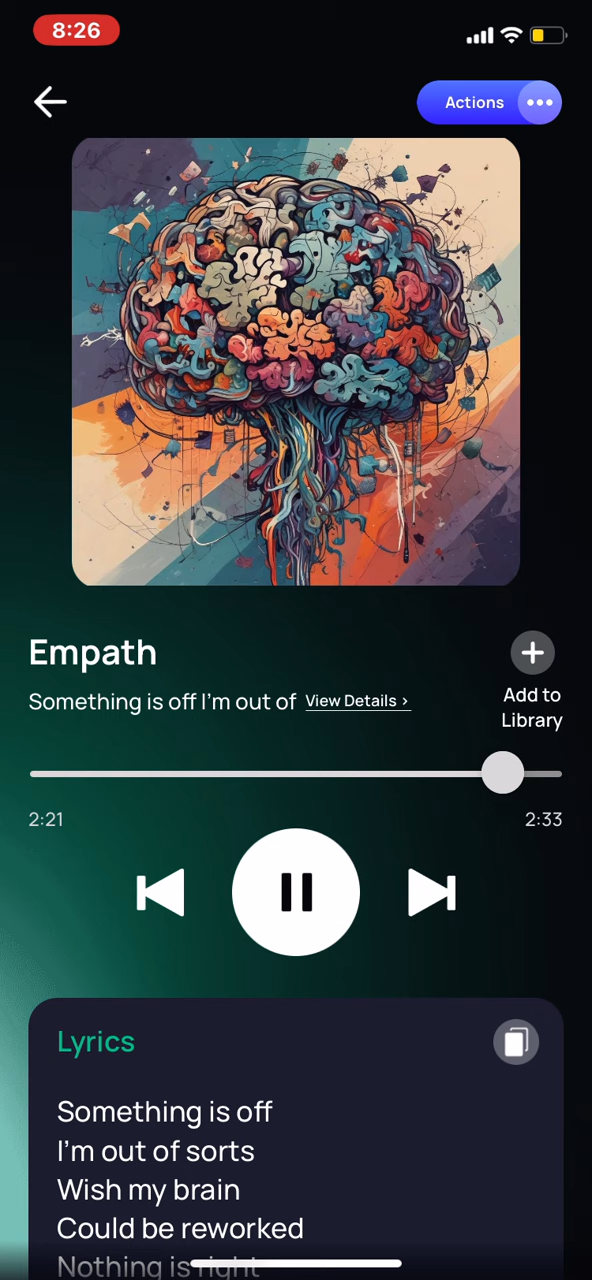 8:26
Actions
Empath
Something is off I'm out of View Details >
Add to
Library
2:21
2:33
Lyrics
Something is off
I'm out of sorts
Wish my brain
Could be reworked
Nothing is right